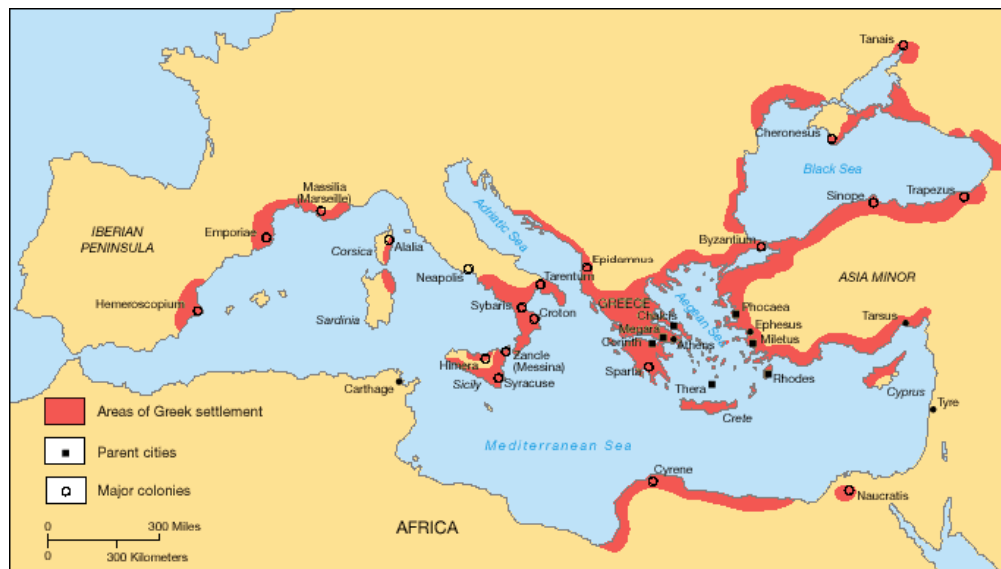 Tanais
Cheronesus
Black Sea
Sinope
Trapezus
Massilia
(Marseille)
IBERIAN
PENINSULA
Emporiae
Corsica
Alalia
Adriatic Sea
Byzantium
Neapolis
Tarentum
Epidamnus
ASIA MINOR
Hemeroscopium
Sardinia
Sybaris
Croton
GREECE
Aegean Sea
Phocaea
Chalcis
Ephesus
Tarsus
Megara
Miletus
Corinth
Athens
Himera
Zancle
(Messina)
Sparta
Rhodes
Carthage
Sicily
Syracuse
Thera
Cyprus
Tyre
Crete
Areas of Greek settlement
Parent cities
Mediterranean Sea
Major colonies
Cyrene
Naucratis
0 300 Miles
0 300 Kilometers
AFRICA